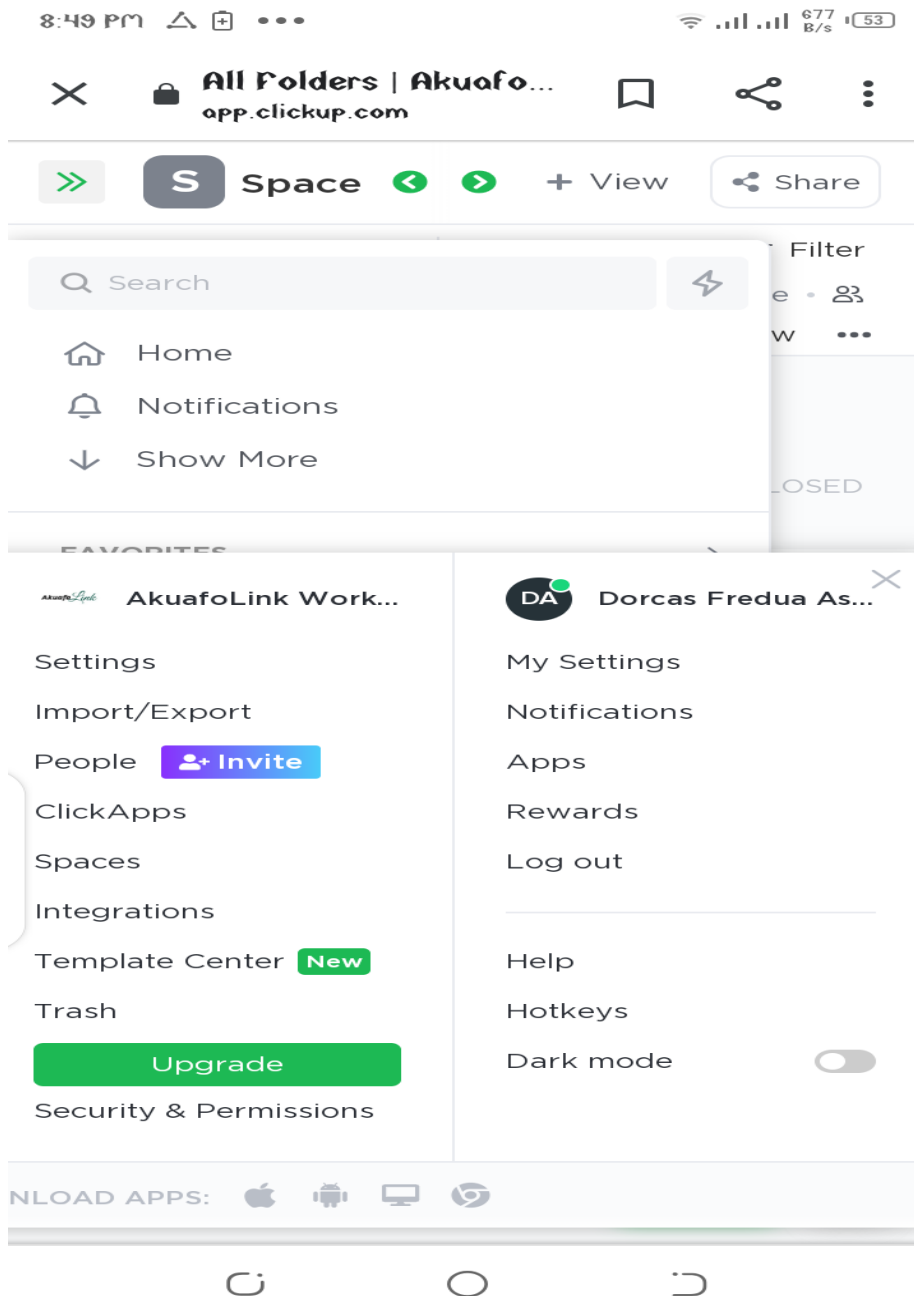 8:49 PM
677 B/s
53
All Folders | Akuafo...
app.clickup.com
S Space + View Share
Filter
Search
e
w
Home
Notifications
Show More
LOSED
FAVORITES
AkuafoLink AkuafoLink Work...
Settings
Import/Export
People Invite
ClickApps
Spaces
Integrations
Template Center New
Trash
Upgrade
Security & Permissions
DA Dorcas Fredua As...
My Settings
Notifications
Apps
Rewards
Log out
Help
Hotkeys
Dark mode
NLOAD APPS: